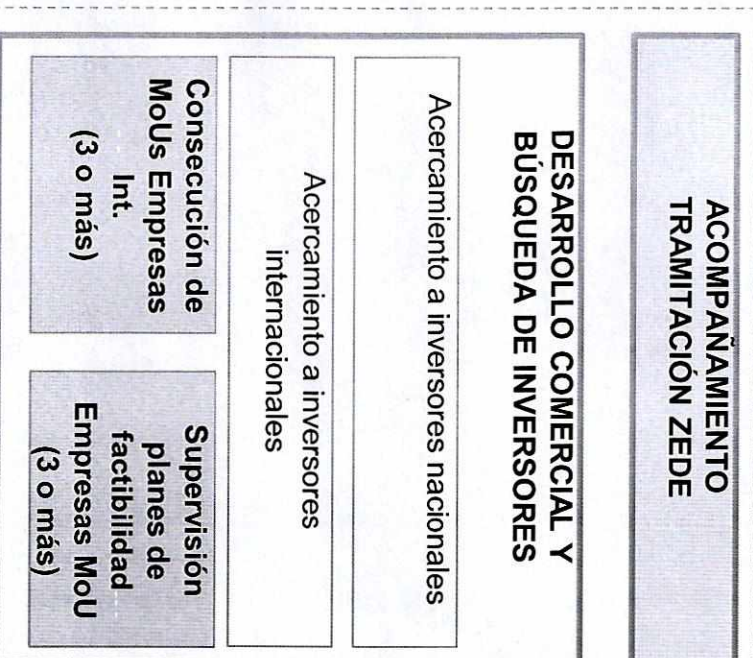 ACOMPAÑAMIENTO
TRAMITACIÓN ZEDE
DESARROLLO COMERCIAL Y
BÚSQUEDA DE INVERSORES
Acercamiento a inversores nacionales
Acercamiento a inversores
internacionales
Consecución de
MoUs Empresas
Int.
(3 o más)
Supervisión
planes de
factibilidad
Empresas MoU
(3 o más)